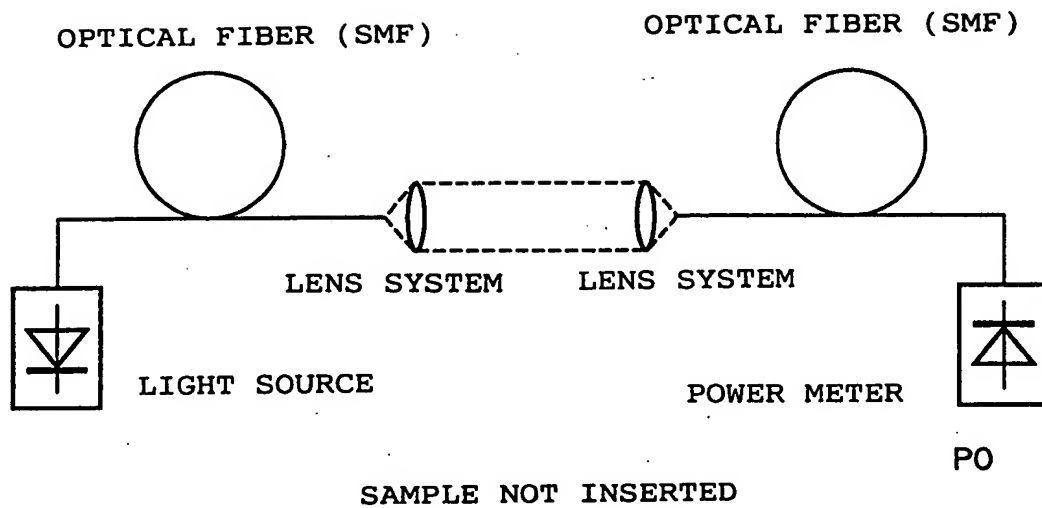 OPTICAL FIBER (SMF)
OPTICAL FIBER (SMF)
LENS SYSTEM
LENS SYSTEM
LIGHT SOURCE
POWER METER
PO
SAMPLE NOT INSERTED